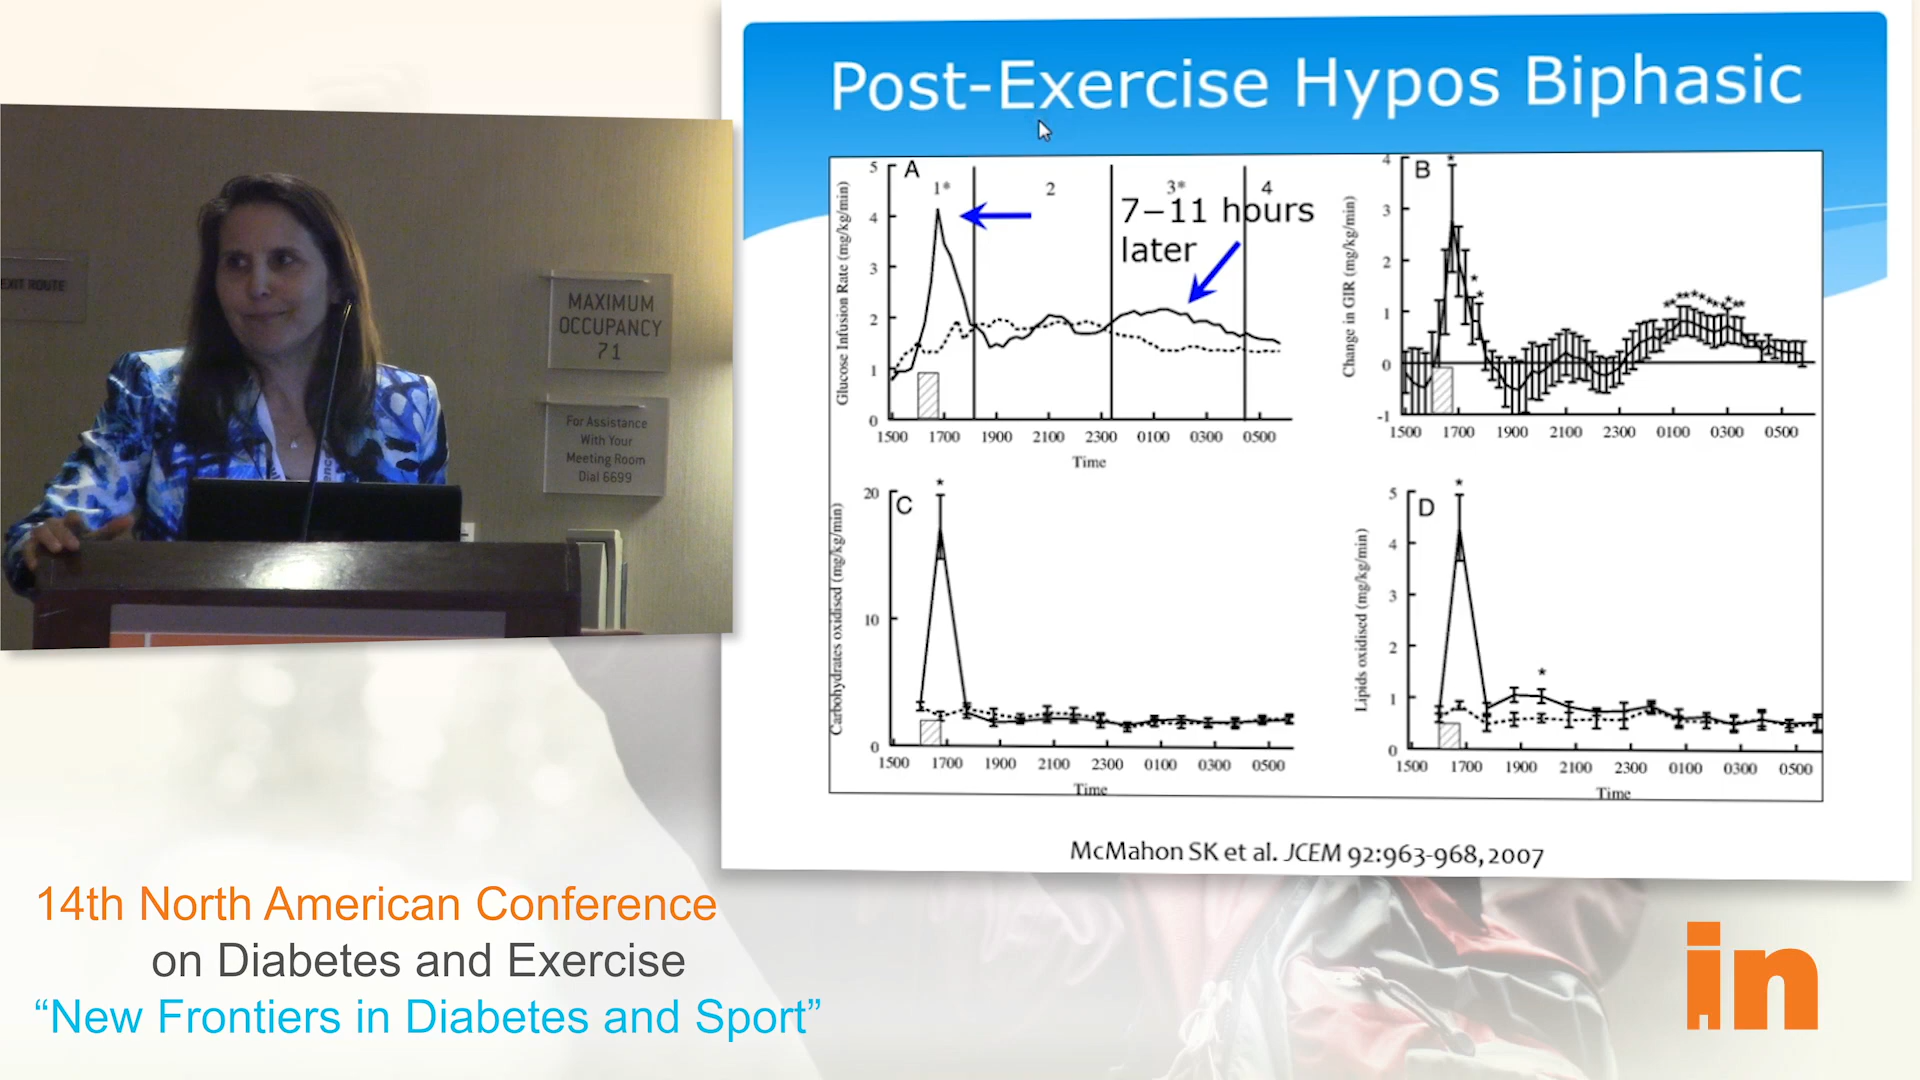 Post-Exercise Hypos Biphasic
A
1*
2
3*
4
7–11 hours
later
Glucose Infusion Rate (mg/kg/min)
5
4
3
2
1
0
1500 1700 1900 2100 2300 0100 0300 0500
Time
B
Change in GIR (mg/kg/min)
4
3
2
1
0
-1
1500 1700 1900 2100 2300 0100 0300 0500
C
Carbohydrates oxidised (mg/kg/min)
20
10
0
1500 1700 1900 2100 2300 0100 0300 0500
Time
D
Lipids oxidised (mg/kg/min)
5
4
3
2
1
0
1500 1700 1900 2100 2300 0100 0300 0500
Time
McMahon SK et al. JCEM 92:963-968, 2007
EXIT ROUTE
MAXIMUM
OCCUPANCY
71
For Assistance
With Your
Meeting Room
Dial 6699
14th North American Conference
on Diabetes and Exercise
“New Frontiers in Diabetes and Sport”
in